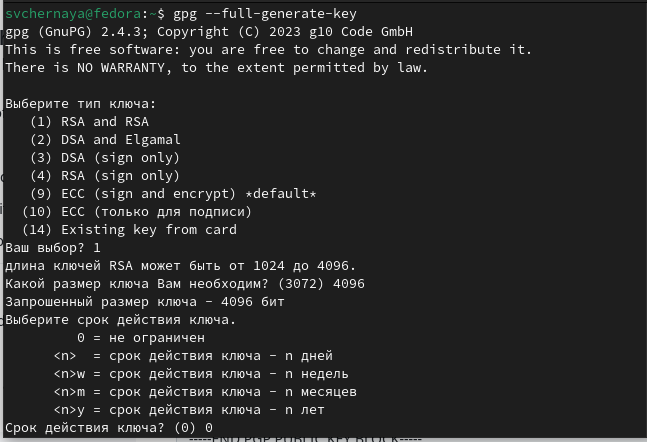 svchernaya@fedora:~$ gpg --full-generate-key
gpg (GnuPG) 2.4.3; Copyright (C) 2023 g10 Code GmbH
This is free software: you are free to change and redistribute it.
There is NO WARRANTY, to the extent permitted by law.
Выберите тип ключа:
(1) RSA and RSA
(2) DSA and Elgamal
(3) DSA (sign only)
(4) RSA (sign only)
(9) ECC (sign and encrypt) *default*
(10) ECC (только для подписи)
(14) Existing key from card
Ваш выбор? 1
длина ключей RSA может быть от 1024 до 4096.
Какой размер ключа Вам необходим? (3072) 4096
Запрошенный размер ключа - 4096 бит
Выберите срок действия ключа.
0 = не ограничен
<n> = срок действия ключа - n дней
<n>w = срок действия ключа - n недель
<n>m = срок действия ключа - n месяцев
<n>y = срок действия ключа - n лет
Срок действия ключа? (0) 0
-----END PGP PUBLIC KEY BLOCK-----